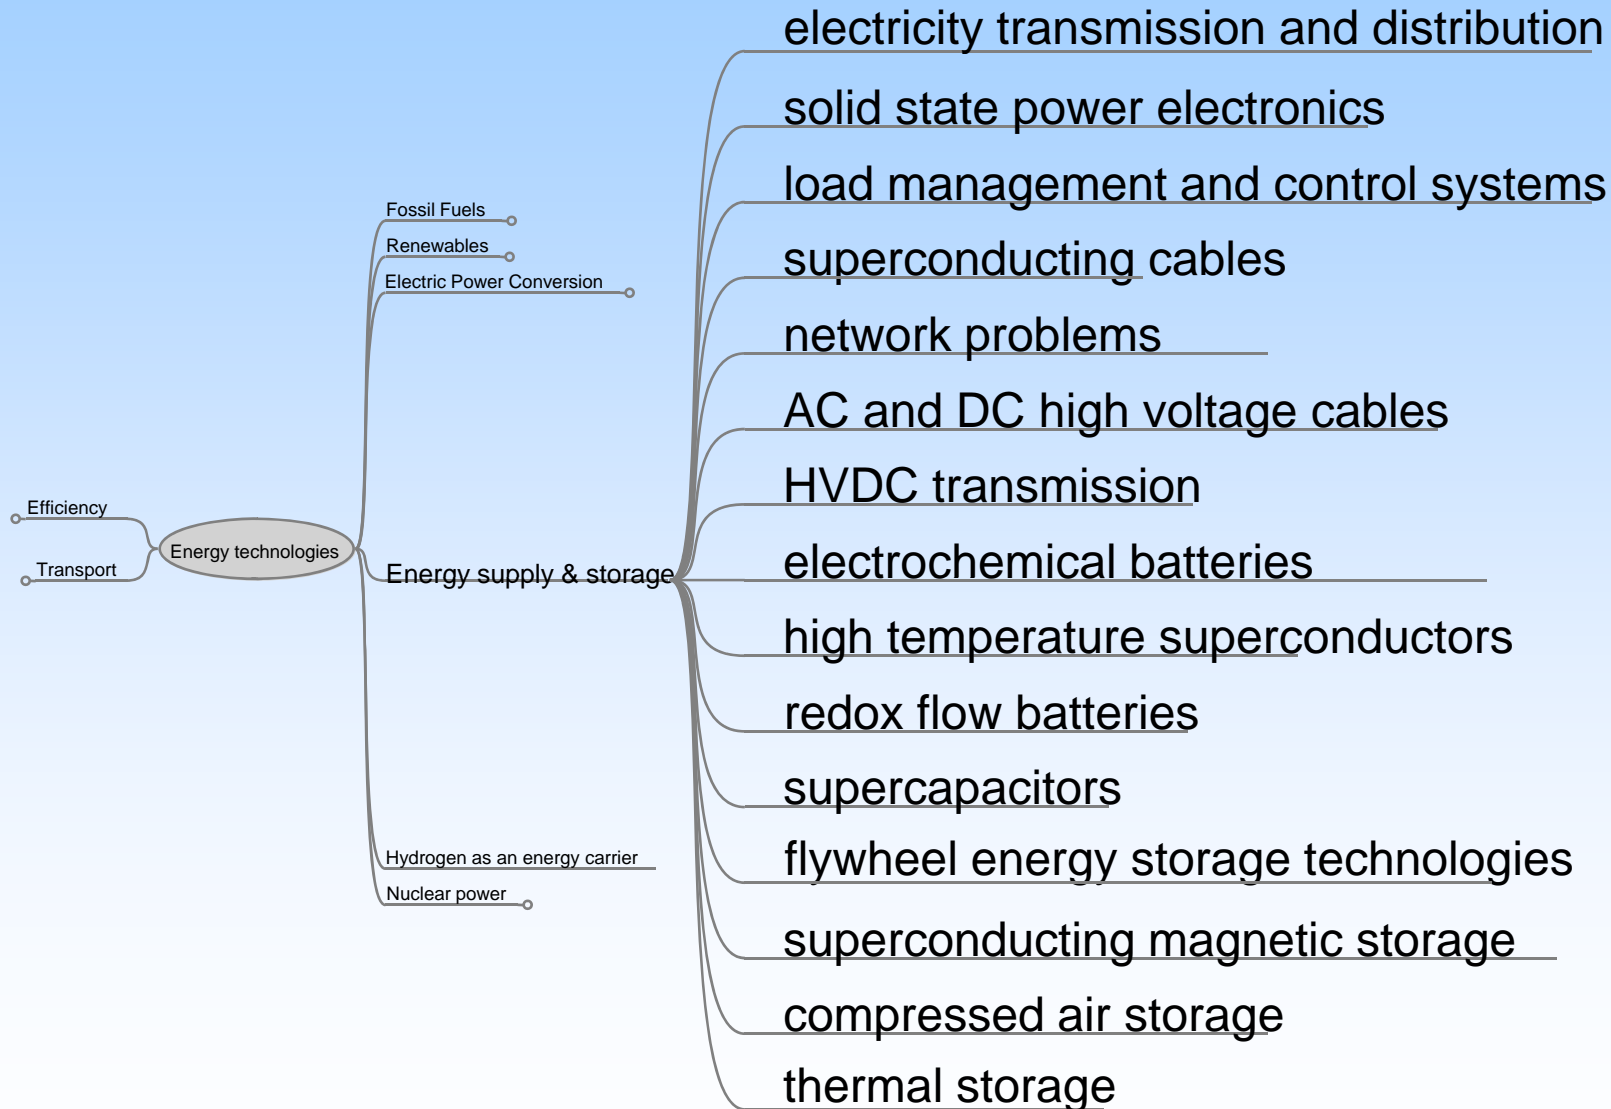 Efficiency
Transport
Energy technologies
Fossil Fuels
Renewables
Electric Power Conversion
Energy supply & storage
Hydrogen as an energy carrier
Nuclear power
electricity transmission and distribution
solid state power electronics
load management and control systems
superconducting cables
network problems
AC and DC high voltage cables
HVDC transmission
electrochemical batteries
high temperature superconductors
redox flow batteries
supercapacitors
flywheel energy storage technologies
superconducting magnetic storage
compressed air storage
thermal storage